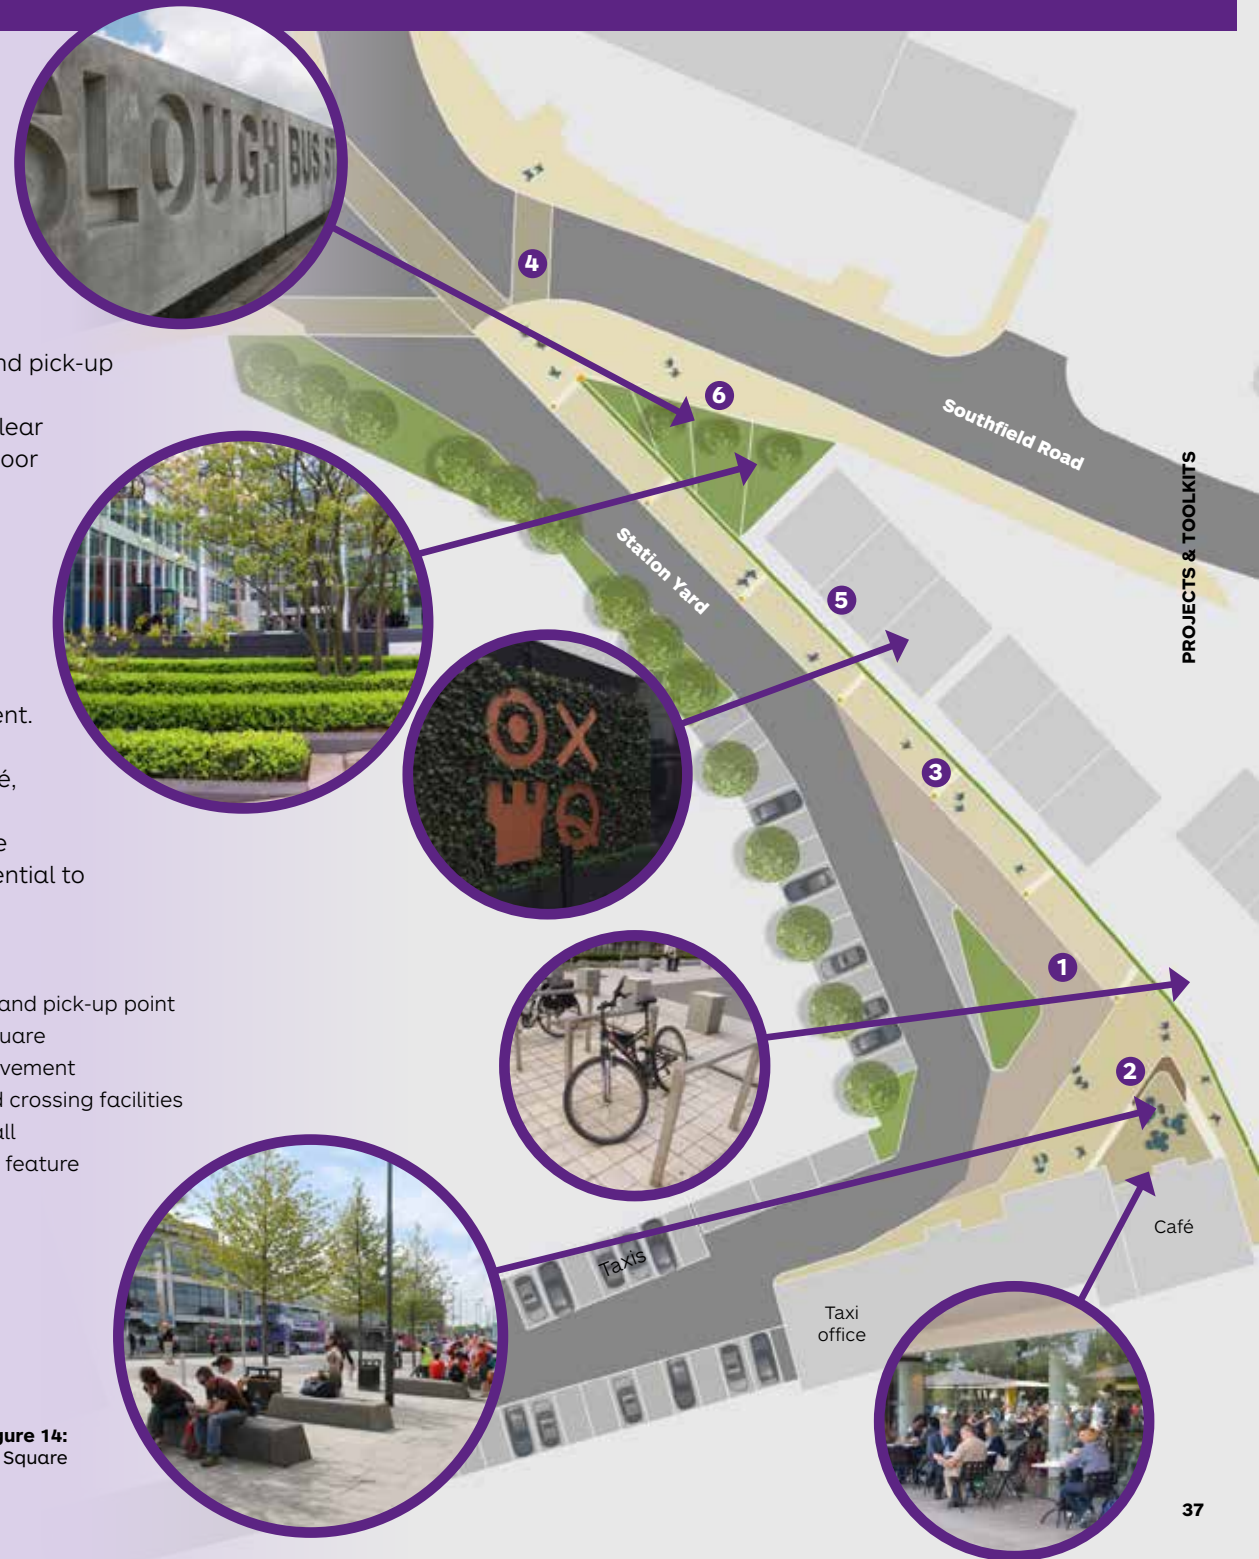 SLOUGH BUS ST
nd pick-up
lear
oor
ent.
é,
e
ential to
and pick-up point
uare
vement
d crossing facilities
all
feature
gure 14:
Square
4
6
Southfield Road
Station Yard
5
OX
Q
3
1
2
Café
Taxis
Taxi
office
PROJECTS & TOOLKITS
37